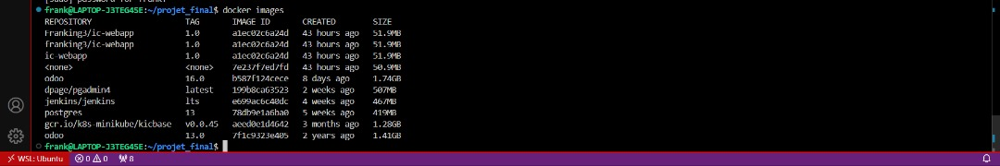 frank@LAPTOP-J3TEG45E:~/projet_final$ docker images
REPOSITORY TAG IMAGE ID CREATED SIZE
Franking3/ic-webapp 1.0 a1ec02c6a24d 43 hours ago 51.9MB
franking3/ic-webapp 1.0 a1ec02c6a24d 43 hours ago 51.9MB
ic-webapp 1.0 a1ec02c6a24d 43 hours ago 51.9MB
<none> <none> 7e237f7ed7fd 43 hours ago 50.9MB
odoo 16.0 b587f124cece 8 days ago 1.74GB
dpage/pgadmin4 latest 199b8ca63523 2 weeks ago 507MB
jenkins/jenkins lts e699ac6c40dc 4 weeks ago 467MB
postgres 13 78db9e1a6ba0 5 weeks ago 419MB
gcr.io/k8s-minikube/kicbase v0.0.45 aeed0e1d4642 3 months ago 1.28GB
odoo 13.0 7f1c9323e405 2 years ago 1.41GB
frank@LAPTOP-J3TEG45E:~/projet_final$
WSL: Ubuntu 0 0 8